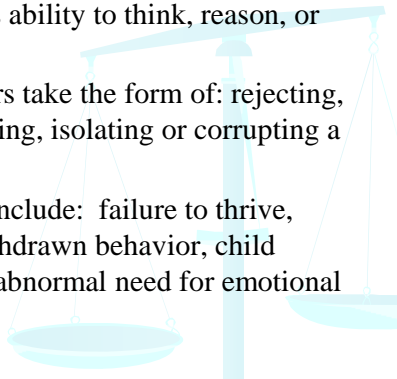 ability to think, reason, or
rs take the form of: rejecting,
ing, isolating or corrupting a
nclude:  failure to thrive,
hdrawn behavior, child
abnormal need for emotional